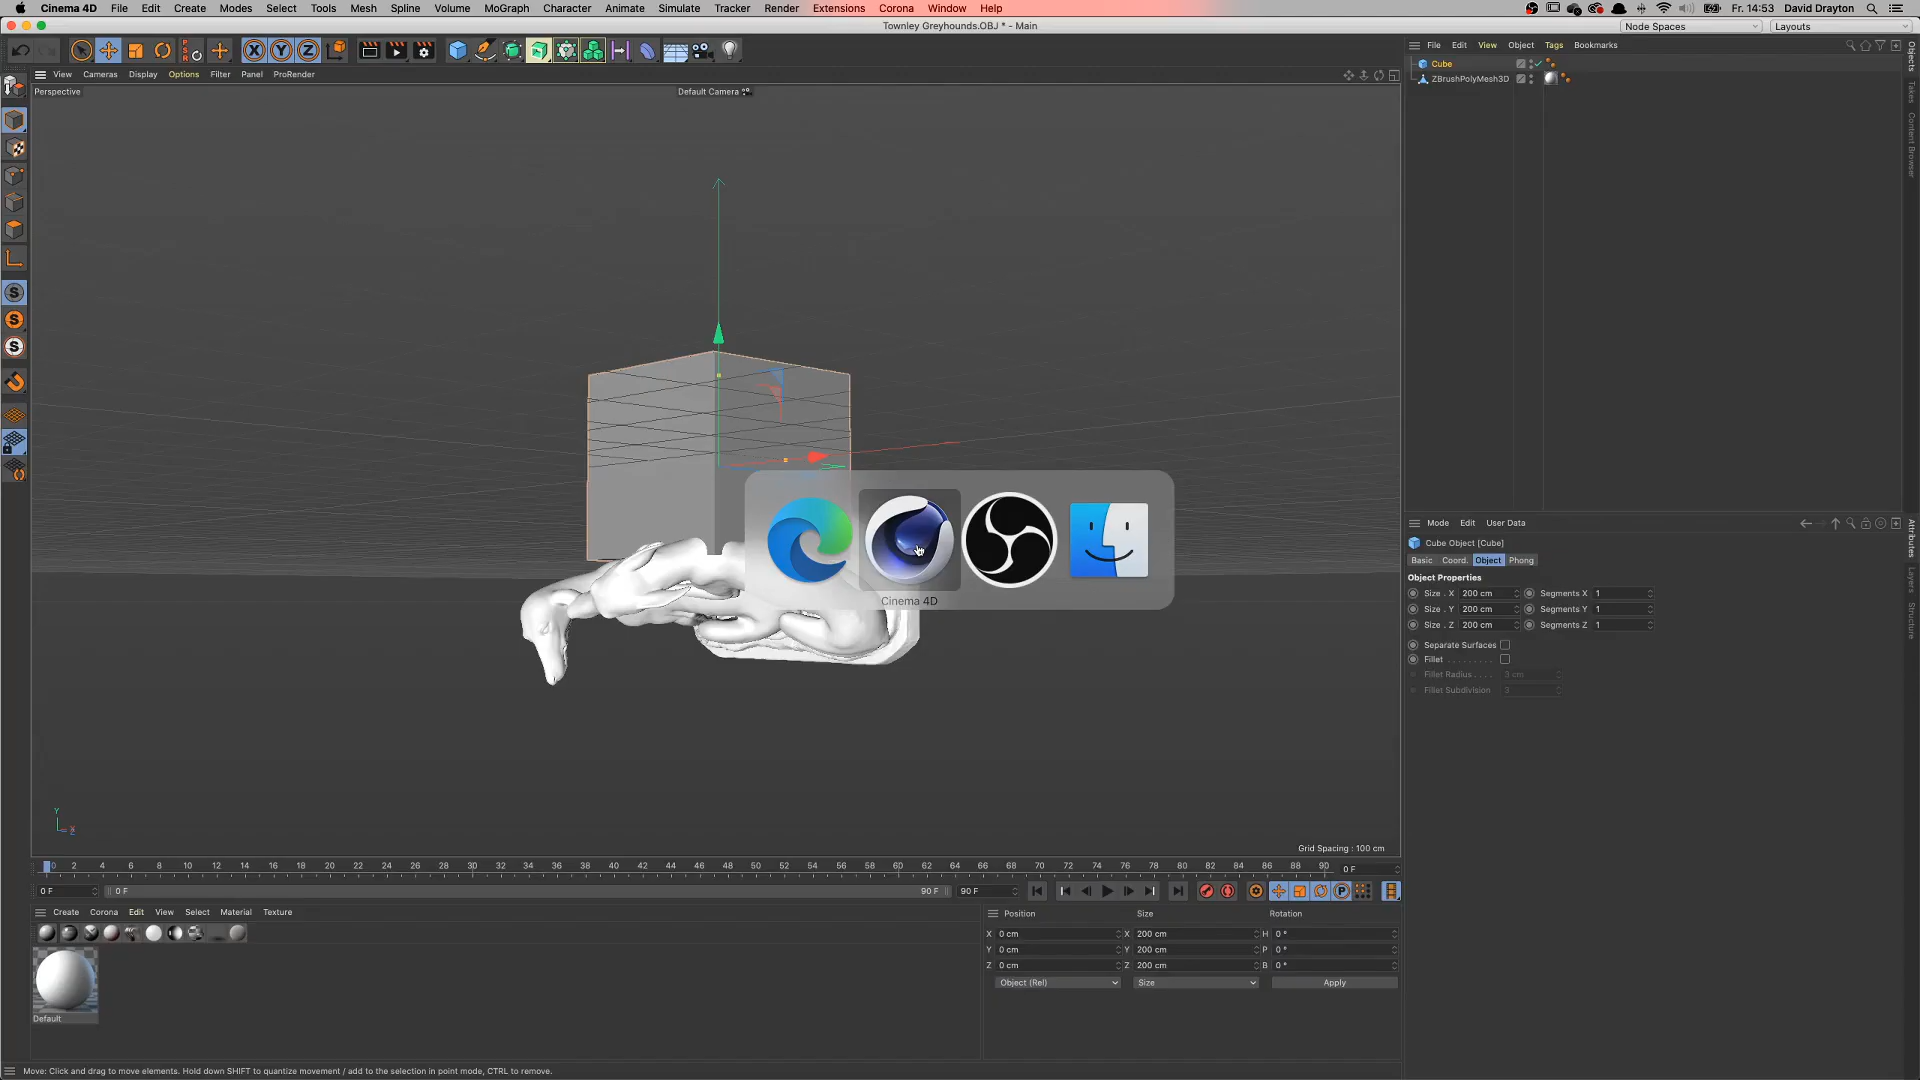 Cinema 4D File Edit Create Modes Select Tools Mesh Spline Volume MoGraph Character Animate Simulate Tracker Render Extensions Corona Window Help Fr. 14:53 David Drayton
Townley Greyhounds.OBJ * - Main
Node Spaces Layouts
X Y Z
View Cameras Display Options Filter Panel ProRender
Perspective
Default Camera
File Edit View Object Tags Bookmarks
Cube
ZBrushPolyMesh3D
Objects
Takes
Content Browser
S
S
S
Cinema 4D
Mode Edit User Data
Cube Object [Cube]
Basic Coord. Object Phong
Object Properties
Size . X 200 cm Segments X 1
Size . Y 200 cm Segments Y 1
Size . Z 200 cm Segments Z 1
Separate Surfaces
Fillet . . . . . . . . .
Fillet Radius . . . . 3 cm
Fillet Subdivision 3
Attributes
Layers
Structure
Y
X Z
Grid Spacing : 100 cm
0 2 4 6 8 10 12 14 16 18 20 22 24 26 28 30 32 34 36 38 40 42 44 46 48 50 52 54 56 58 60 62 64 66 68 70 72 74 76 78 80 82 84 86 88 90 0 F
0 F 0 F 90 F 90 F
P
Create Corona Edit View Select Material Texture
Default
Position Size Rotation
X 0 cm X 200 cm H 0 °
Y 0 cm Y 200 cm P 0 °
Z 0 cm Z 200 cm B 0 °
Object (Rel) Size Apply
Move: Click and drag to move elements. Hold down SHIFT to quantize movement / add to the selection in point mode, CTRL to remove.